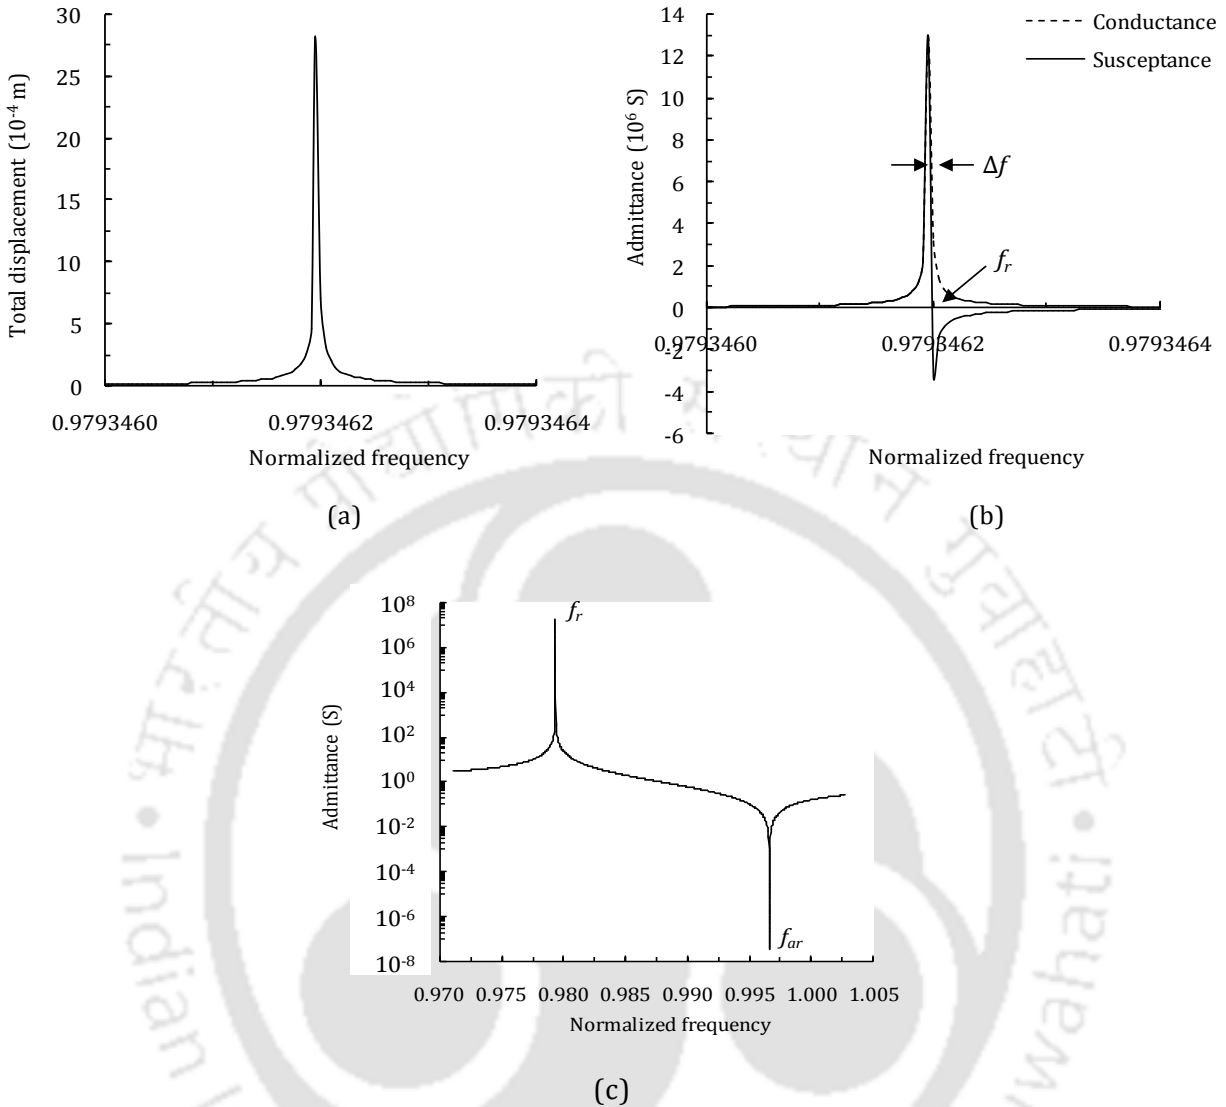 Total displacement (10⁻⁴ m)
30
25
20
15
10
5
0
0.9793460 0.9793462 0.9793464
Normalized frequency
(a)
Conductance
Susceptance
Admittance (10⁶ S)
14
12
10
8
6
4
2
0
-2
-4
-6
Δf
fr
0.9793460 0.9793462 0.9793464
Normalized frequency
(b)
Admittance (S)
10⁸
10⁶
10⁴
10²
10⁰
10⁻²
10⁻⁴
10⁻⁶
10⁻⁸
fr
far
0.970 0.975 0.980 0.985 0.990 0.995 1.000 1.005
Normalized frequency
(c)
Indian
wahati